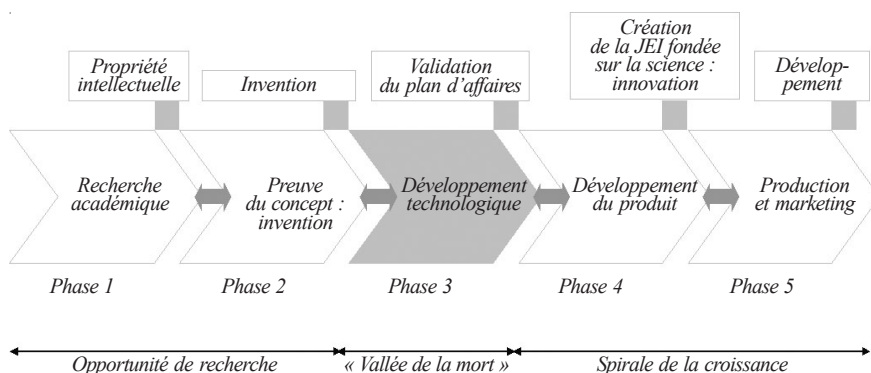 Propriété
intellectuelle
Invention
Validation
du plan d’affaires
Création
de la JEI fondée
sur la science :
innovation
Dévelop-
pement
Recherche
académique
Preuve
du concept :
invention
Développement
technologique
Développement
du produit
Production
et marketing
Phase 1
Phase 2
Phase 3
Phase 4
Phase 5
Opportunité de recherche
« Vallée de la mort »
Spirale de la croissance